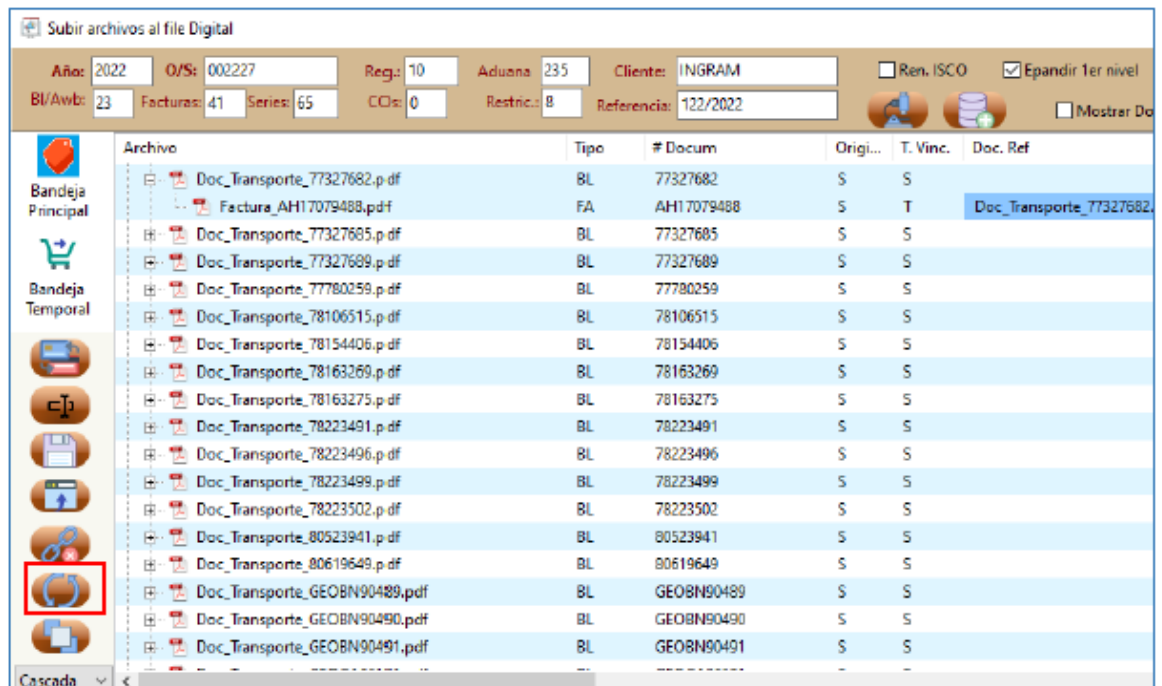 Subir archivos al file Digital
Año: 2022 O/S: 002227 Reg.: 10 Aduana 235 Cliente: INGRAM Ren. ISCO Epandir 1er nivel
Bl/Awb: 23 Facturas: 41 Series: 65 COs: 0 Restric.: 8 Referencia: 122/2022 Mostrar Do
Archivo Tipo # Docum Origi... T. Vinc. Doc. Ref
Doc_Transporte_77327682.pdf BL 77327682 S S
Factura_AH17079488.pdf FA AH17079488 S T Doc_Transporte_77327682.
Doc_Transporte_77327685.pdf BL 77327685 S S
Doc_Transporte_77327689.pdf BL 77327689 S S
Doc_Transporte_77780259.pdf BL 77780259 S S
Doc_Transporte_78106515.pdf BL 78106515 S S
Doc_Transporte_78154406.pdf BL 78154406 S S
Doc_Transporte_78163269.pdf BL 78163269 S S
Doc_Transporte_78163275.pdf BL 78163275 S S
Doc_Transporte_78223491.pdf BL 78223491 S S
Doc_Transporte_78223496.pdf BL 78223496 S S
Doc_Transporte_78223499.pdf BL 78223499 S S
Doc_Transporte_78223502.pdf BL 78223502 S S
Doc_Transporte_80523941.pdf BL 80523941 S S
Doc_Transporte_80619649.pdf BL 80619649 S S
Doc_Transporte_GEOBN90489.pdf BL GEOBN90489 S S
Doc_Transporte_GEOBN90490.pdf BL GEOBN90490 S S
Doc_Transporte_GEOBN90491.pdf BL GEOBN90491 S S
Bandeja
Principal
Bandeja
Temporal
Cascada